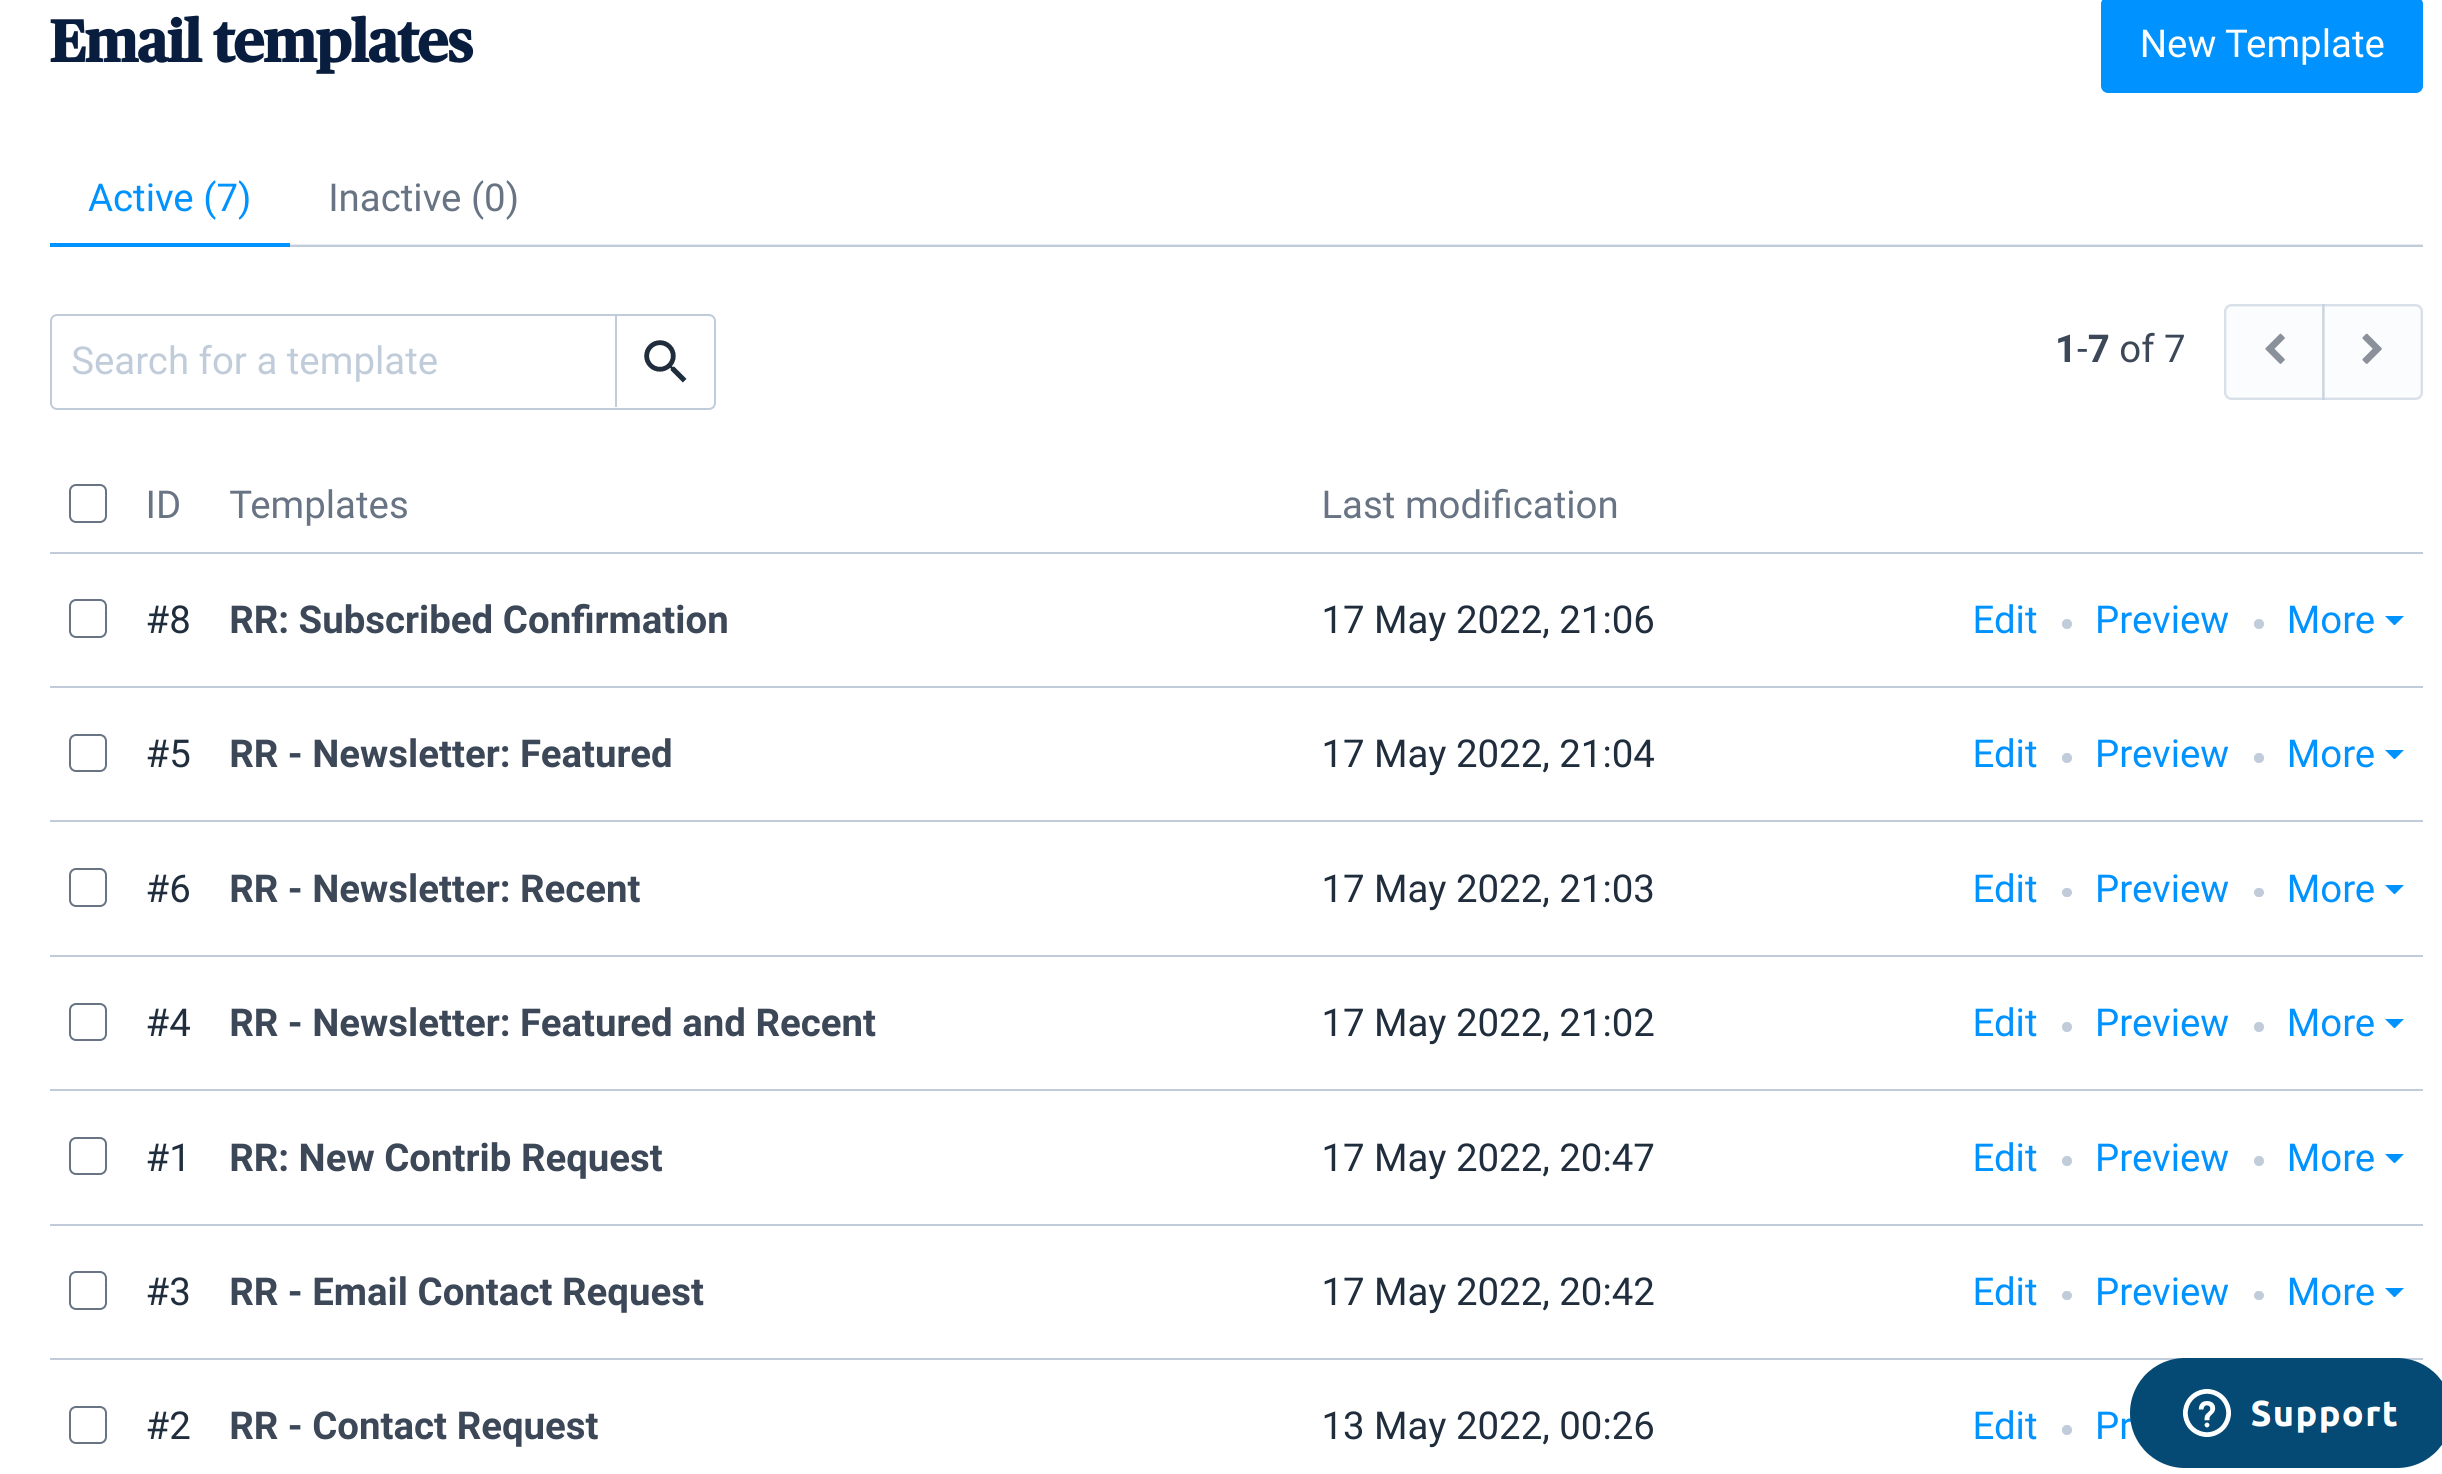 Email templates
New Template
Active (7) Inactive (0)
Search for a template
1-7 of 7
ID Templates Last modification
#8 RR: Subscribed Confirmation 17 May 2022, 21:06 Edit • Preview • More
#5 RR - Newsletter: Featured 17 May 2022, 21:04 Edit • Preview • More
#6 RR - Newsletter: Recent 17 May 2022, 21:03 Edit • Preview • More
#4 RR - Newsletter: Featured and Recent 17 May 2022, 21:02 Edit • Preview • More
#1 RR: New Contrib Request 17 May 2022, 20:47 Edit • Preview • More
#3 RR - Email Contact Request 17 May 2022, 20:42 Edit • Preview • More
#2 RR - Contact Request 13 May 2022, 00:26 Edit • Pr
Support